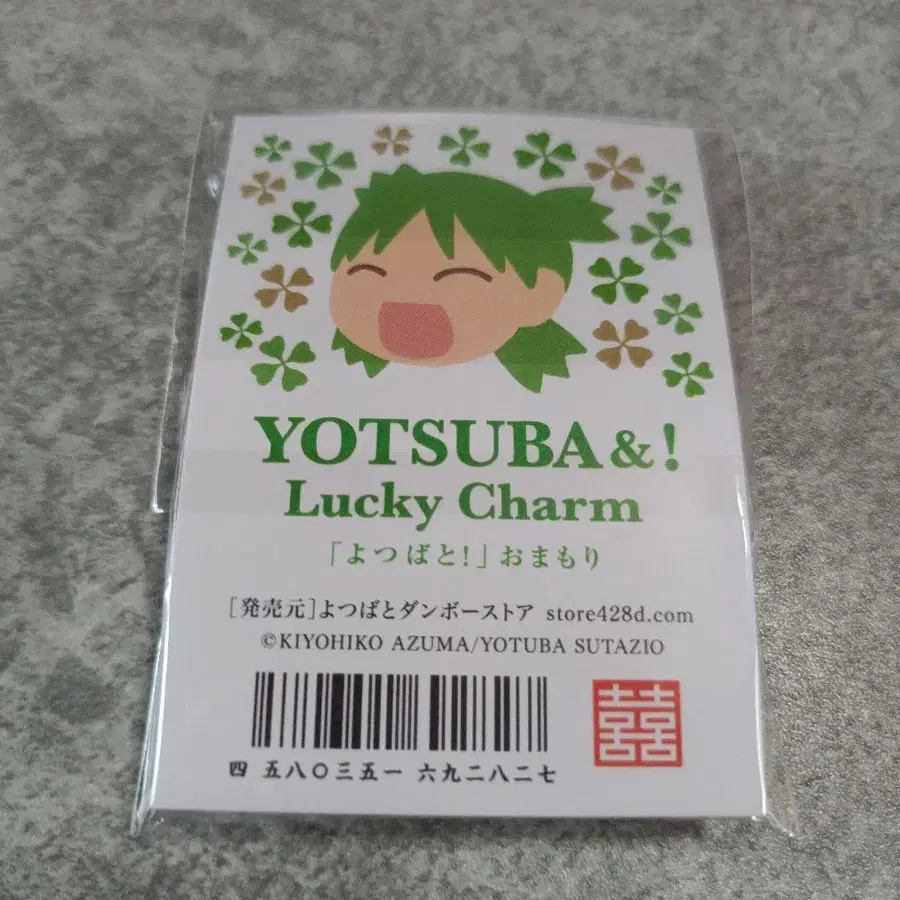 YOTSUBA&!
Lucky Charm
「よつばと!」おまもり
[発売元]よつばとダンボーストア store428d.com
©KIYOHIKO AZUMA/YOTUBA SUTAZIO
四 五八〇三五一 六九二八二七
囍